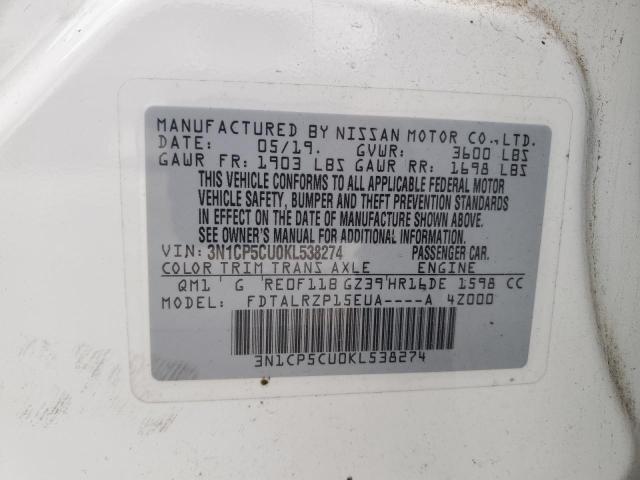 MANUFACTURED BY NISSAN MOTOR CO.,LTD.
DATE: 05/19. GVWR: 3600 LBS
GAWR FR: 1903 LBS GAWR RR: 1698 LBS
THIS VEHICLE CONFORMS TO ALL APPLICABLE FEDERAL MOTOR
VEHICLE SAFETY, BUMPER AND THEFT PREVENTION STANDARDS
IN EFFECT ON THE DATE OF MANUFACTURE SHOWN ABOVE.
SEE OWNER'S MANUAL FOR ADDITIONAL INFORMATION.
VIN: 3N1CP5CU0KL538274 PASSENGER CAR.
COLOR TRIM TRANS AXLE ENGINE
QM1 G RE0F11B GZ39 HR16DE 1598 CC
MODEL: FDTALRZP15EUA----A 4Z000
3N1CP5CU0KL538274